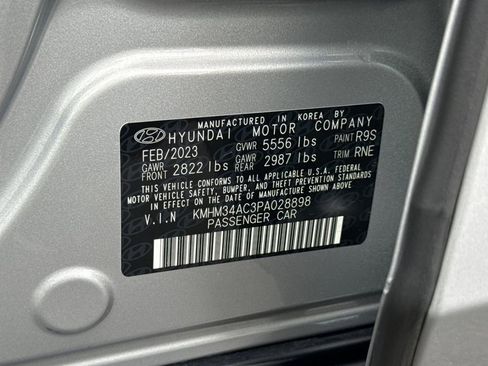 MANUFACTURED IN KOREA BY
HYUNDAI MOTOR COMPANY
FEB/2023 GVWR 5556 lbs PAINT R9S
GAWR FRONT 2822 lbs GAWR REAR 2987 lbs TRIM RNE
THIS VEHICLE CONFORMS TO ALL APPLICABLE U.S. FEDERAL
MOTOR VEHICLE SAFETY, BUMPER, AND THEFT PREVENTION
STANDARDS IN EFFECT ON THE DATE OF MANUFACTURE SHOWN ABOVE.
V.I.N KMHM34AC3PA028898
PASSENGER CAR